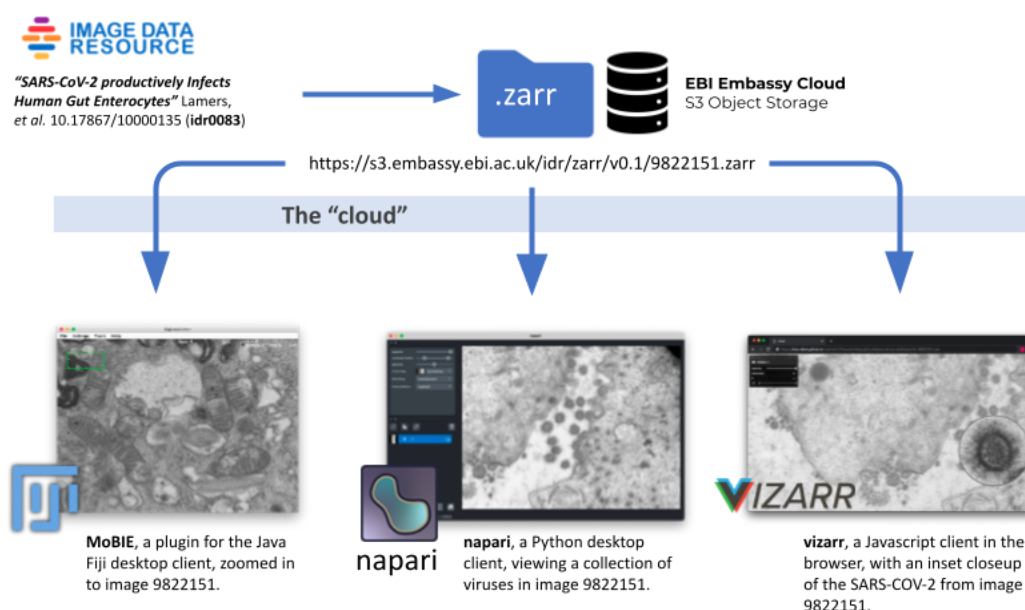 IMAGE DATA
RESOURCE
“SARS-CoV-2 productively Infects
Human Gut Enterocytes” Lamers,
et al. 10.17867/10000135 (idr0083)
.zarr
EBI Embassy Cloud
S3 Object Storage
https://s3.embassy.ebi.ac.uk/idr/zarr/v0.1/9822151.zarr
The “cloud”
napari
VIZARR
MoBIE, a plugin for the Java
Fiji desktop client, zoomed in
to image 9822151.
napari
napari, a Python desktop
client, viewing a collection of
viruses in image 9822151.
vizarr, a Javascript client in the
browser, with an inset closeup
of the SARS-COV-2 from image
9822151.